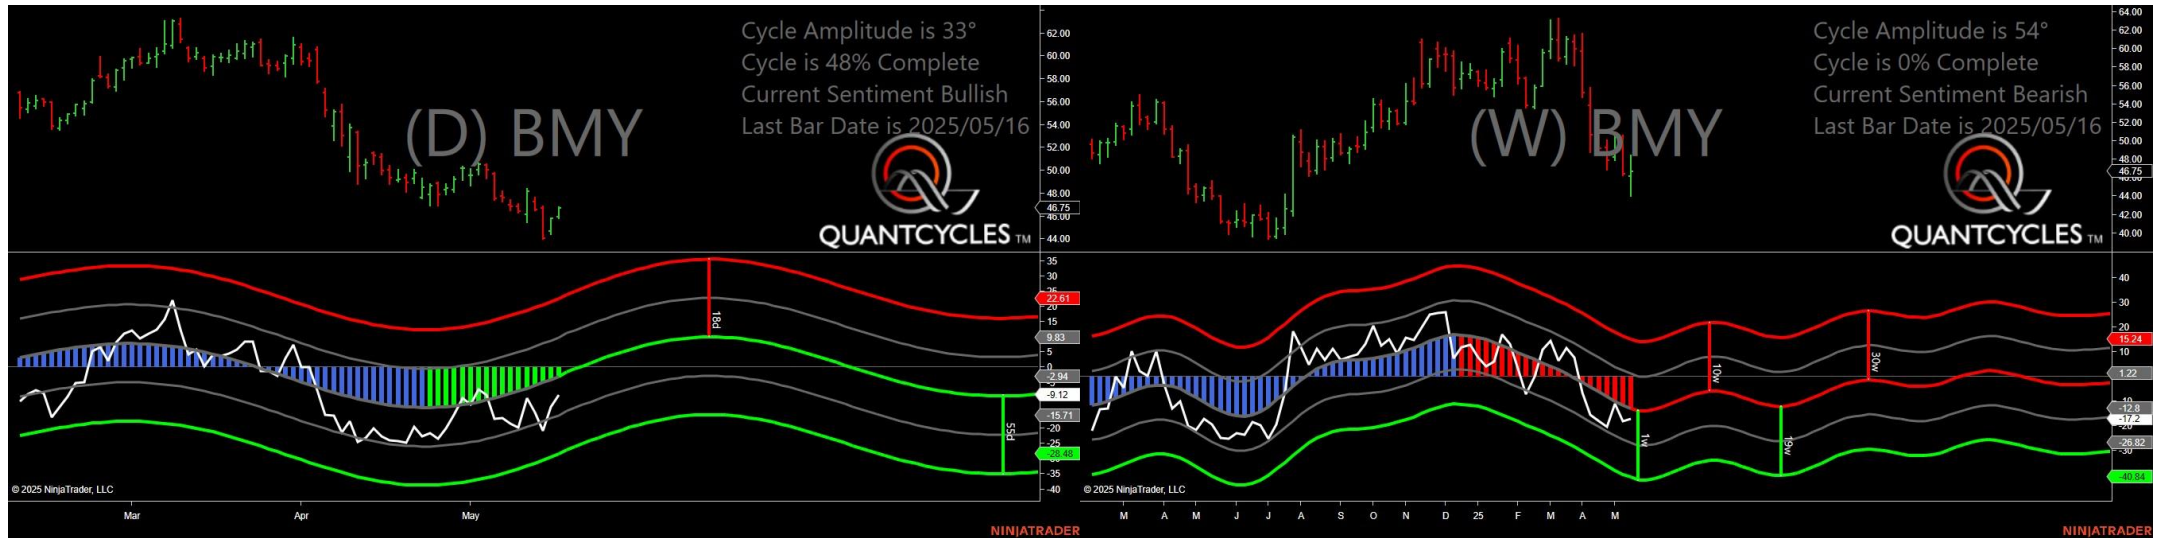 Cycle Amplitude is 33°
Cycle is 48% Complete
Current Sentiment Bullish
Last Bar Date is 2025/05/16
(D) BMY
QUANTCYCLES TM
62.00
60.00
58.00
56.00
54.00
52.00
50.00
48.00
46.75
46.00
44.00
35
30
22.61
15
9.83
5
0
-2.94
-9.12
-15.71
-20
-25
-28.48
-35
-40
18d
55d
© 2025 NinjaTrader, LLC
Mar
Apr
May
NINJATRADER
Cycle Amplitude is 54°
Cycle is 0% Complete
Current Sentiment Bearish
Last Bar Date is 2025/05/16
(W) BMY
QUANTCYCLES TM
64.00
62.00
60.00
58.00
56.00
54.00
52.00
50.00
48.00
46.75
44.00
42.00
40.00
40
30
20
15.24
10
1.22
-12.8
-17.2
-26.82
-30
-40.84
10w
30w
1w
19w
© 2025 NinjaTrader, LLC
M A M J J A S O N D 25 F M A M
NINJATRADER